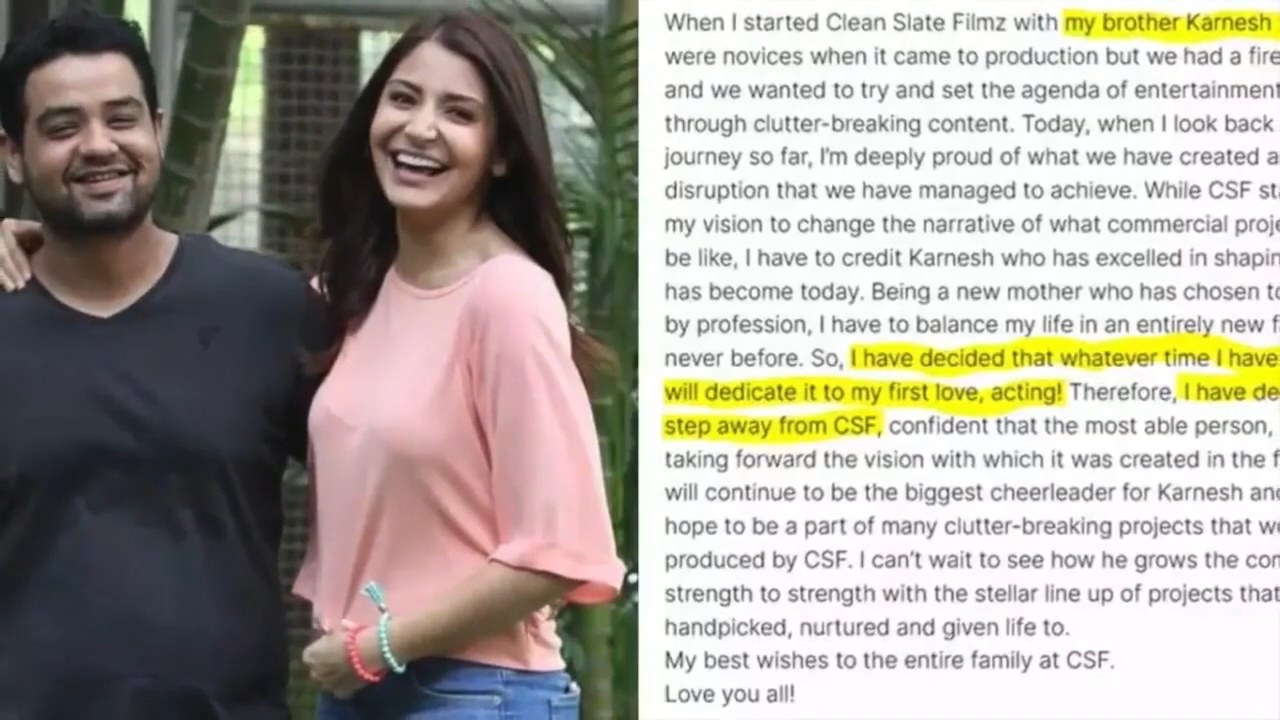 When I started Clean Slate Filmz with my brother Karnesh
were novices when it came to production but we had a fire
and we wanted to try and set the agenda of entertainment
through clutter-breaking content. Today, when I look back
journey so far, I'm deeply proud of what we have created a
disruption that we have managed to achieve. While CSF st
my vision to change the narrative of what commercial proje
be like, I have to credit Karnesh who has excelled in shapin
has become today. Being a new mother who has chosen to
by profession, I have to balance my life in an entirely new f
never before. So, I have decided that whatever time I have
will dedicate it to my first love, acting! Therefore, I have de
step away from CSF, confident that the most able person,
taking forward the vision with which it was created in the f
will continue to be the biggest cheerleader for Karnesh and
hope to be a part of many clutter-breaking projects that we
produced by CSF. I can't wait to see how he grows the com
strength to strength with the stellar line up of projects that
handpicked, nurtured and given life to.
My best wishes to the entire family at CSF.
Love you all!